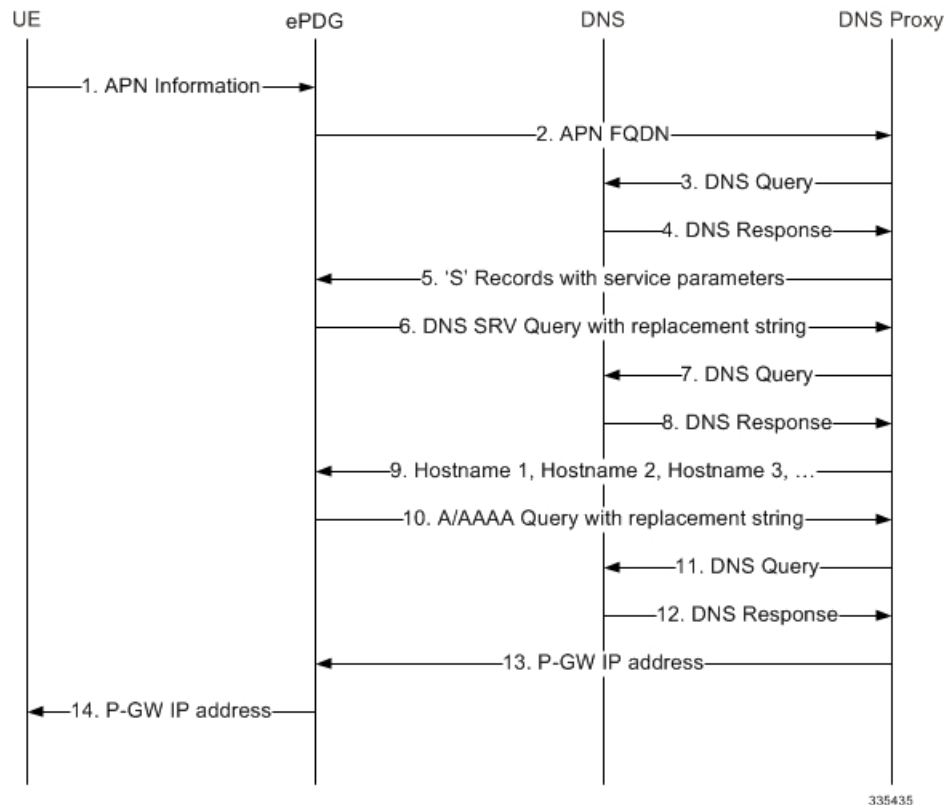 UE ePDG DNS DNS Proxy
1. APN Information
2. APN FQDN
3. DNS Query
4. DNS Response
5. ‘S’ Records with service parameters
6. DNS SRV Query with replacement string
7. DNS Query
8. DNS Response
9. Hostname 1, Hostname 2, Hostname 3, …
10. A/AAAA Query with replacement string
11. DNS Query
12. DNS Response
13. P-GW IP address
14. P-GW IP address
335435